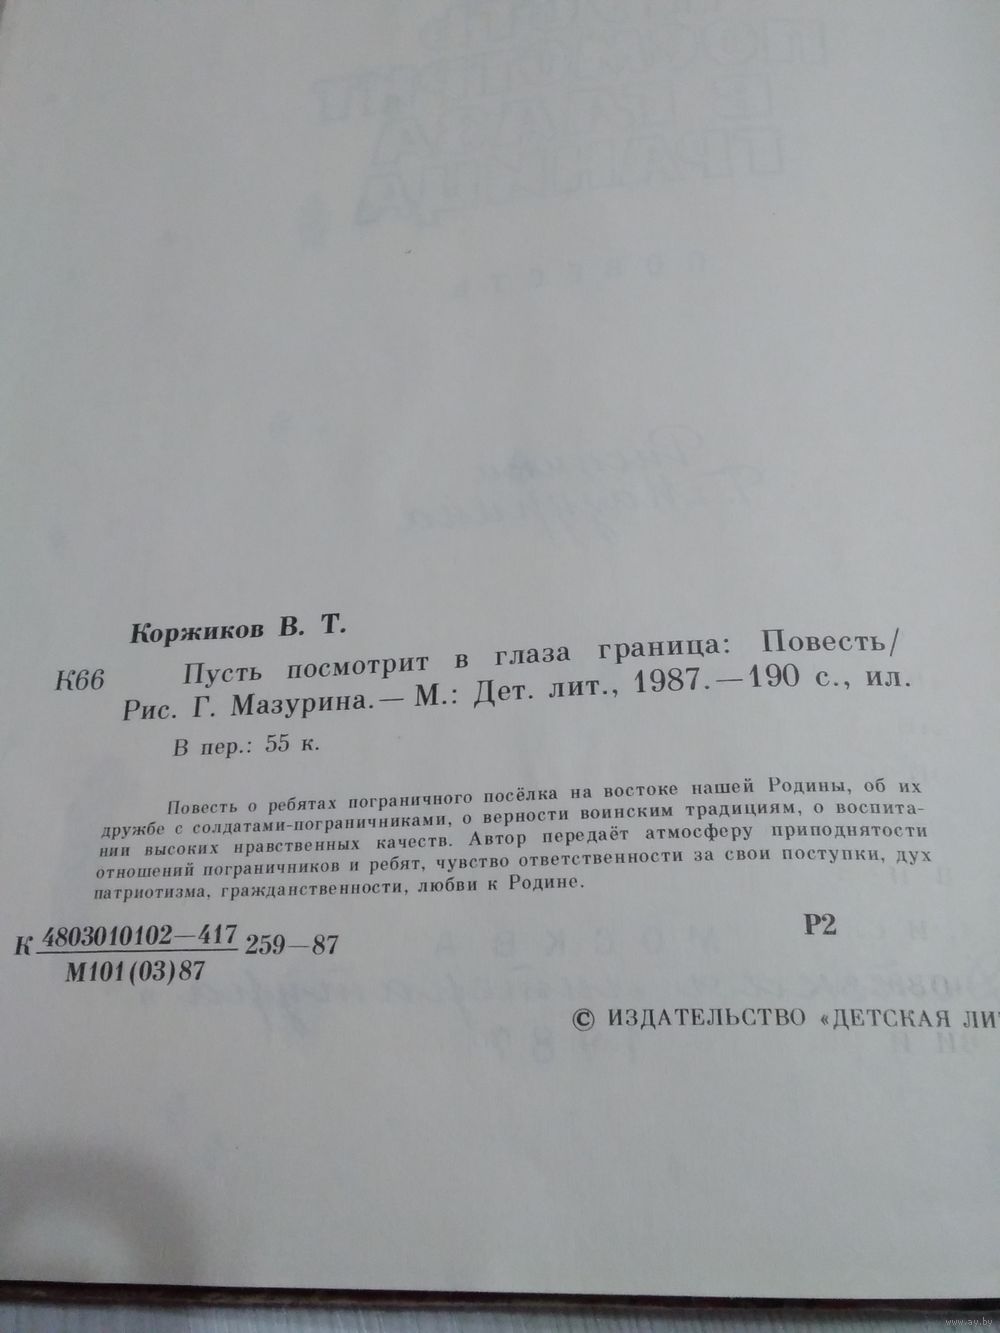 Коржиков В. Т.
К66 Пусть посмотрит в глаза граница: Повесть/
Рис. Г. Мазурина.— М.: Дет. лит., 1987.—190 с., ил.
В пер.: 55 к.
Повесть о ребятах пограничного посёлка на востоке нашей Родины, об их
дружбе с солдатами-пограничниками, о верности воинским традициям, о воспита-
нии высоких нравственных качеств. Автор передаёт атмосферу приподнятости
отношений пограничников и ребят, чувство ответственности за свои поступки, дух
патриотизма, гражданственности, любви к Родине.
К 4803010102—417 259—87
М101(03)87
Р2
© ИЗДАТЕЛЬСТВО «ДЕТСКАЯ ЛИТ
www.ay.by